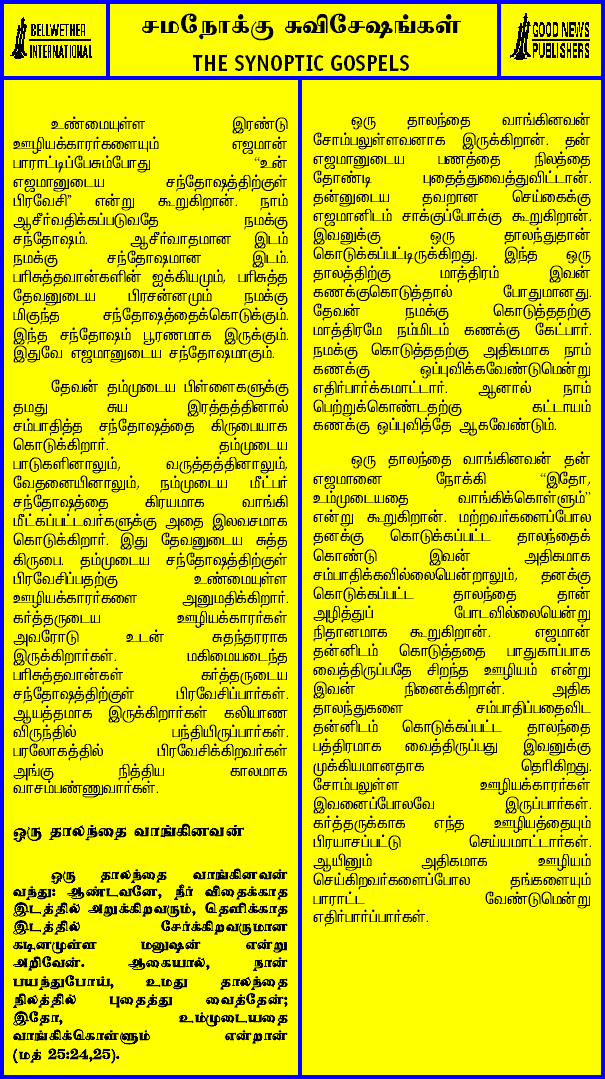 BELLWETHER
INTERNATIONAL
சமநோக்கு சுவிசேஷங்கள்
THE SYNOPTIC GOSPELS
GOOD NEWS
PUBLISHERS
உண்மையுள்ள இரண்டு
ஊழியக்காரர்களையும் எஜமான்
பாராட்டிப்பேசும்போது “உன்
எஜமானுடைய சந்தோஷத்திற்குள்
பிரவேசி” என்று கூறுகிறான். நாம்
ஆசீர்வதிக்கப்படுவதே நமக்கு
சந்தோஷம். ஆசீர்வாதமான இடம்
நமக்கு சந்தோஷமான இடம்.
பரிசுத்தவான்களின் ஐக்கியமும், பரிசுத்த
தேவனுடைய பிரசன்னமும் நமக்கு
மிகுந்த சந்தோஷத்தைக்கொடுக்கும்.
இந்த சந்தோஷம் பூரணமாக இருக்கும்.
இதுவே எஜமானுடைய சந்தோஷமாகும்.
தேவன் தம்முடைய பிள்ளைகளுக்கு
தமது சுய இரத்தத்தினால்
சம்பாதித்த சந்தோஷத்தை கிருபையாக
கொடுக்கிறார். தம்முடைய
பாடுகளினாலும், வருத்தத்தினாலும்,
வேதனையினாலும், நம்முடைய மீட்பர்
சந்தோஷத்தை கிரயமாக வாங்கி
மீட்கப்பட்டவர்களுக்கு அதை இலவசமாக
கொடுக்கிறார். இது தேவனுடைய சுத்த
கிருபை. தம்முடைய சந்தோஷத்திற்குள்
பிரவேசிப்பதற்கு உண்மையுள்ள
ஊழியக்காரர்களை அனுமதிக்கிறார்.
கர்த்தருடைய ஊழியக்காரர்கள்
அவரோடு உடன் சுதந்தரராக
இருக்கிறார்கள். மகிமையடைந்த
பரிசுத்தவான்கள் கர்த்தருடைய
சந்தோஷத்திற்குள் பிரவேசிப்பார்கள்.
ஆயத்தமாக இருக்கிறார்கள் கலியாண
விருந்தில் பந்தியிருப்பார்கள்.
பரலோகத்தில் பிரவேசிக்கிறவர்கள்
அங்கு நித்திய காலமாக
வாசம்பண்ணுவார்கள்.
ஒரு தாலந்தை வாங்கினவன்
ஒரு தாலந்தை வாங்கினவன்
வந்து: ஆண்டவனே, நீர் விதைக்காத
இடத்தில் அறுக்கிறவரும், தெளிக்காத
இடத்தில் சேர்க்கிறவருமான
கடினமுள்ள மனுஷன் என்று
அறிவேன். ஆகையால், நான்
பயந்துபோய், உமது தாலந்தை
நிலத்தில் புதைத்து வைத்தேன்;
இதோ, உம்முடையதை
வாங்கிக்கொள்ளும் என்றான்
(மத் 25:24,25).
ஒரு தாலந்தை வாங்கினவன்
சோம்பலுள்ளவனாக இருக்கிறான். தன்
எஜமானுடைய பணத்தை நிலத்தை
தோண்டி புதைத்துவைத்துவிட்டான்.
தன்னுடைய தவறான செய்கைக்கு
எஜமானிடம் சாக்குப்போக்கு கூறுகிறான்.
இவனுக்கு ஒரு தாலந்துதான்
கொடுக்கப்பட்டிருக்கிறது. இந்த ஒரு
தாலத்திற்கு மாத்திரம் இவன்
கணக்குகொடுத்தால் போதுமானது.
தேவன் நமக்கு கொடுத்ததற்கு
மாத்திரமே நம்மிடம் கணக்கு கேட்பார்.
நமக்கு கொடுத்ததற்கு அதிகமாக நாம்
கணக்கு ஒப்புவிக்கவேண்டுமென்று
எதிர்பார்க்கமாட்டார். ஆனால் நாம்
பெற்றுக்கொண்டதற்கு கட்டாயம்
கணக்கு ஒப்புவித்தே ஆகவேண்டும்.
ஒரு தாலந்தை வாங்கினவன் தன்
எஜமானை நோக்கி “இதோ,
உம்முடையதை வாங்கிக்கொள்ளும்”
என்று கூறுகிறான். மற்றவர்களைப்போல
தனக்கு கொடுக்கப்பட்ட தாலந்தைக்
கொண்டு இவன் அதிகமாக
சம்பாதிக்கவில்லையென்றாலும், தனக்கு
கொடுக்கப்பட்ட தாலந்தை தான்
அழித்துப் போடவில்லையென்று
நிதானமாக கூறுகிறான். எஜமான்
தன்னிடம் கொடுத்ததை பாதுகாப்பாக
வைத்திருப்பதே சிறந்த ஊழியம் என்று
இவன் நினைக்கிறான். அதிக
தாலந்துகளை சம்பாதிப்பதைவிட
தன்னிடம் கொடுக்கப்பட்ட தாலந்தை
பத்திரமாக வைத்திருப்பது இவனுக்கு
முக்கியமானதாக தெரிகிறது.
சோம்பலுள்ள ஊழியக்காரர்கள்
இவனைப்போலவே இருப்பார்கள்.
கர்த்தருக்காக எந்த ஊழியத்தையும்
பிரயாசப்பட்டு செய்யமாட்டார்கள்.
ஆயினும் அதிகமாக ஊழியம்
செய்கிறவர்களைப்போல தங்களையும்
பாராட்ட வேண்டுமென்று
எதிர்பார்ப்பார்கள்.